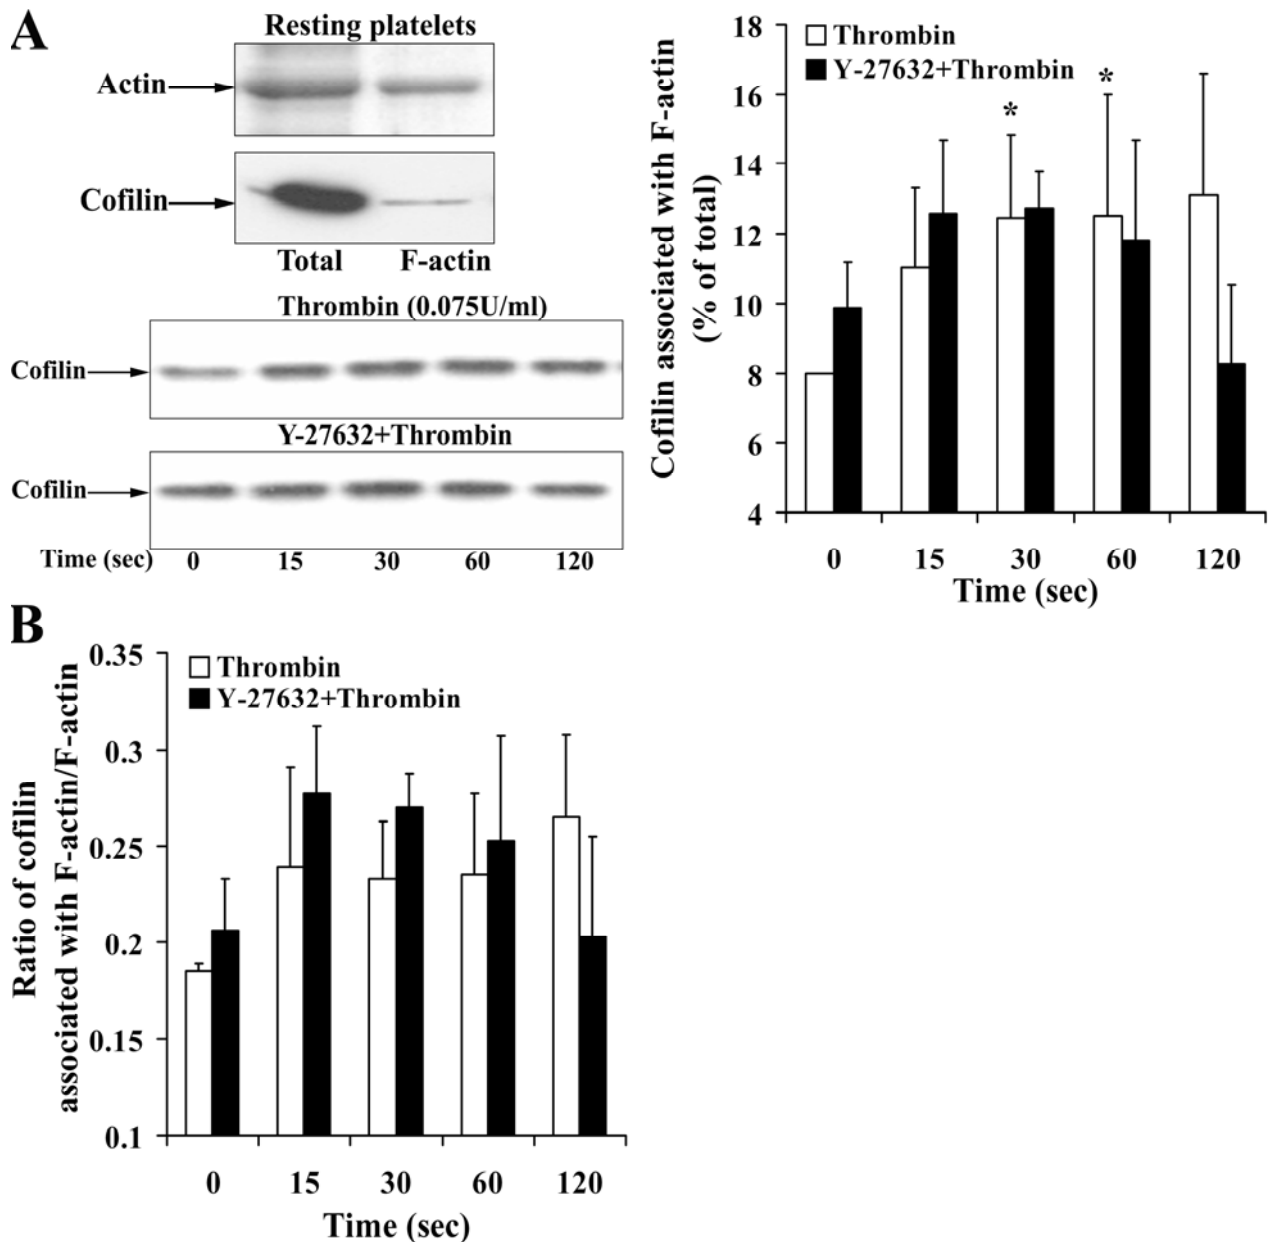 A
Resting platelets
Actin
Cofilin
Total F-actin
Thrombin (0.075U/ml)
Cofilin
Y-27632+Thrombin
Cofilin
Time (sec) 0 15 30 60 120
Cofilin associated with F-actin
(% of total)
18
16
14
12
10
8
6
4
Thrombin
Y-27632+Thrombin
*
*
0 15 30 60 120
Time (sec)
B
Ratio of cofilin
associated with F-actin/F-actin
0.35
0.3
0.25
0.2
0.15
0.1
Thrombin
Y-27632+Thrombin
0 15 30 60 120
Time (sec)